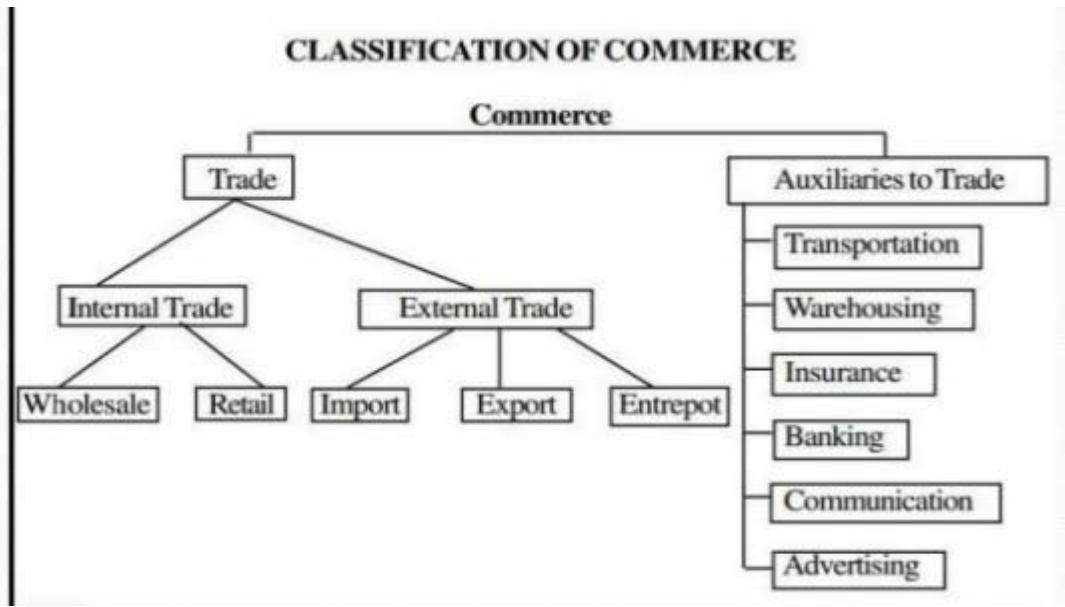 CLASSIFICATION OF COMMERCE
Commerce
Trade
Auxiliaries to Trade
Transportation
Internal Trade
External Trade
Warehousing
Wholesale
Retail
Import
Export
Entrepot
Insurance
Banking
Communication
Advertising